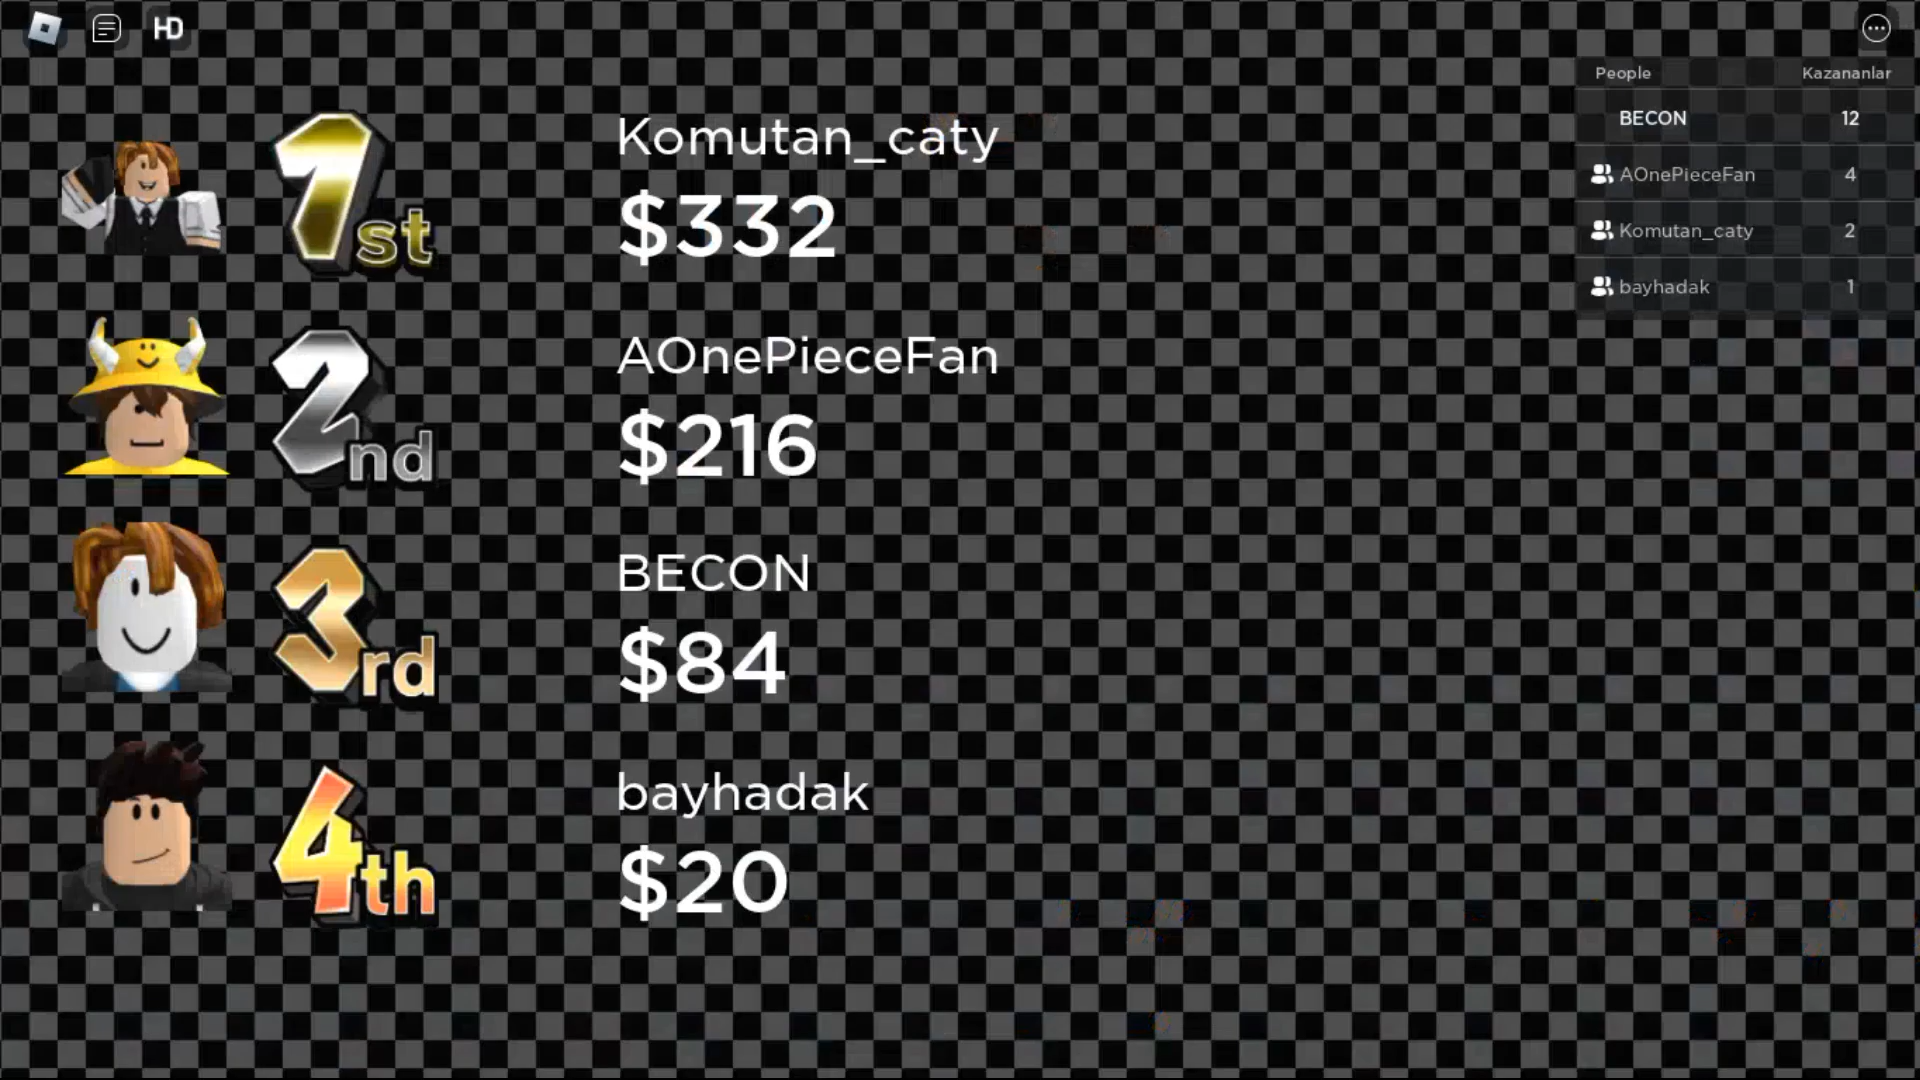 HD
People Kazananlar
BECON 12
AOnePieceFan 4
Komutan_caty 2
bayhadak 1
1st
Komutan_caty
$332
2nd
AOnePieceFan
$216
3rd
BECON
$84
4th
bayhadak
$20